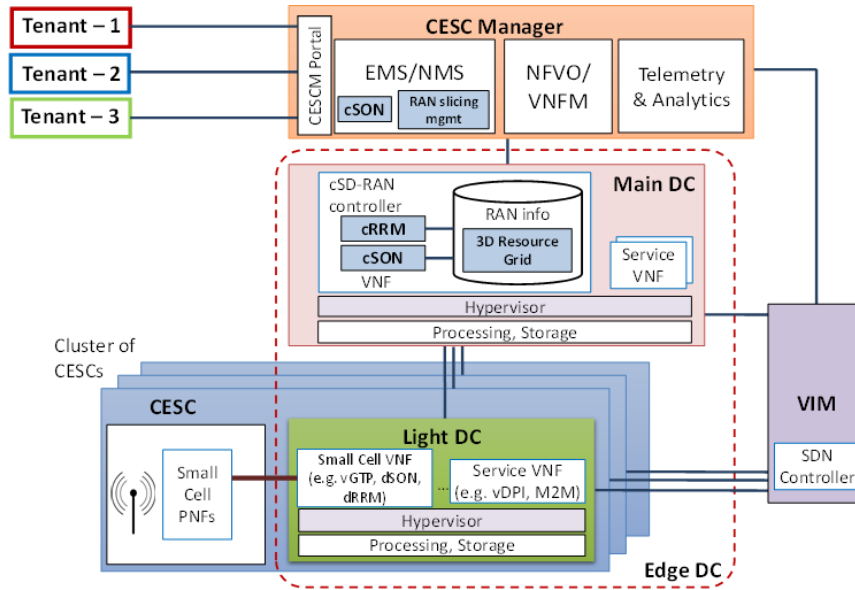 Tenant – 1
Tenant – 2
Tenant – 3
CESC Manager
CESCM Portal
EMS/NMS
cSON
RAN slicing
mgmt
NFVO/
VNFM
Telemetry
& Analytics
Main DC
cSD-RAN
controller
cRRM
cSON
VNF
RAN info
3D Resource
Grid
Service
VNF
Hypervisor
Processing, Storage
Cluster of
CESCs
CESC
Small
Cell
PNFs
Light DC
Small Cell VNF
(e.g. vGTP, dSON,
dRRM)
...
Service VNF
(e.g. vDPI, M2M)
Hypervisor
Processing, Storage
Edge DC
VIM
SDN
Controller